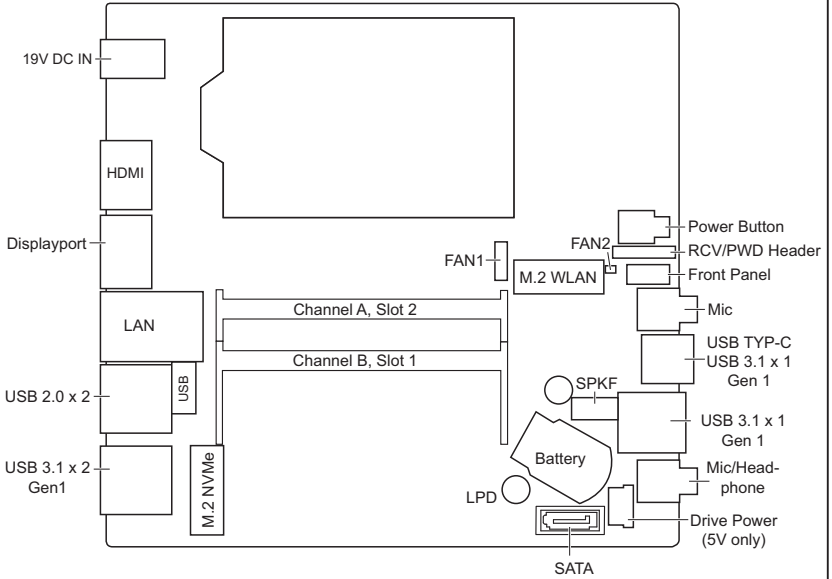 19V DC IN
HDMI
Displayport
LAN
USB 2.0 x 2
USB
USB 3.1 x 2
Gen1
M.2 NVMe
FAN1
FAN2
M.2 WLAN
Channel A, Slot 2
Channel B, Slot 1
SPKF
Battery
LPD
SATA
Power Button
RCV/PWD Header
Front Panel
Mic
USB TYP-C
USB 3.1 x 1
Gen 1
USB 3.1 x 1
Gen 1
Mic/Head-
phone
Drive Power
(5V only)